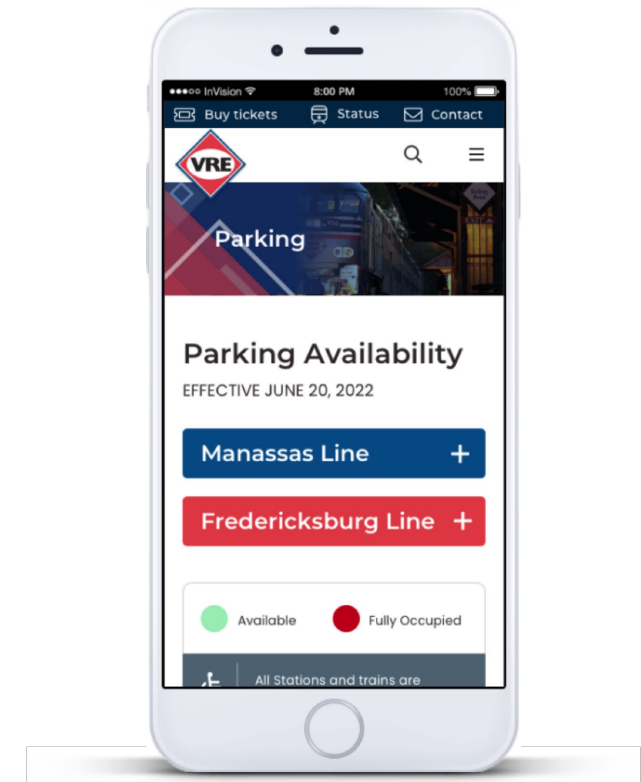 InVision 8:00 PM 100%
Buy tickets Status Contact
VRE
Parking
Parking Availability
EFFECTIVE JUNE 20, 2022
Manassas Line +
Fredericksburg Line +
Available Fully Occupied
All Stations and trains are